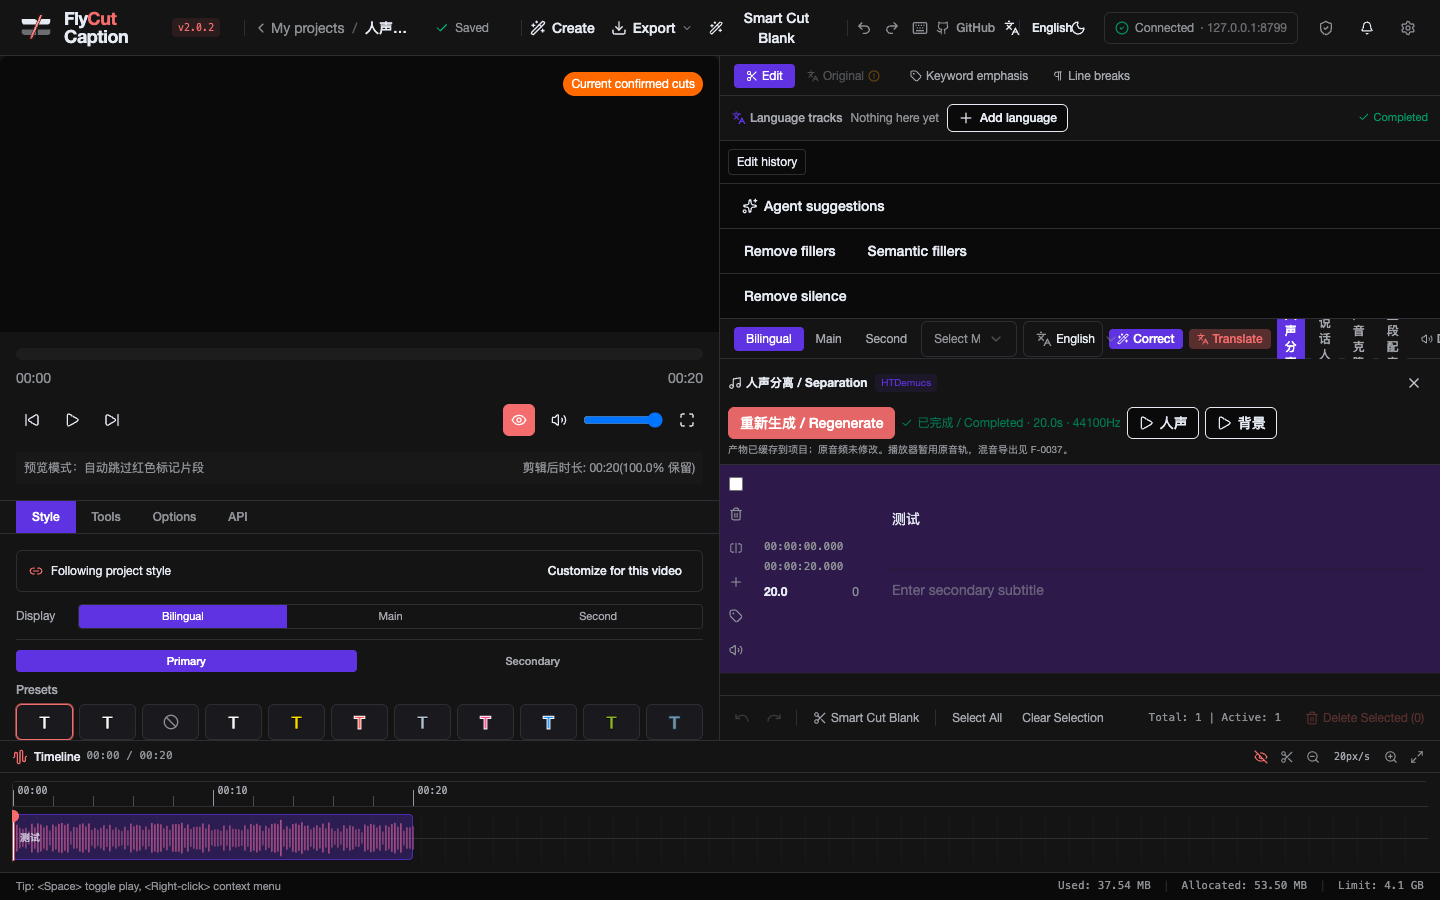 FlyCut
Caption
v2.0.2
My projects / 人声...
Saved
Create
Export
Smart Cut
Blank
GitHub
English
Connected · 127.0.0.1:8799
Current confirmed cuts
00:00
00:20
预览模式：自动跳过红色标记片段
剪辑后时长: 00:20(100.0% 保留)
Style
Tools
Options
API
Following project style
Customize for this video
Display
Bilingual
Main
Second
Primary
Secondary
Presets
T T T T T T T T T T
Edit
Original
Keyword emphasis
Line breaks
Language tracks
Nothing here yet
Add language
Completed
Edit history
Agent suggestions
Remove fillers
Semantic fillers
Remove silence
Bilingual
Main
Second
Select M
English
Correct
Translate
声
分
说
话
人
音
克
段
配
人声分离 / Separation
HTDemucs
重新生成 / Regenerate
已完成 / Completed · 20.0s · 44100Hz
人声
背景
产物已缓存到项目；原音频未修改。播放器暂用原音轨，混音导出见 F-0037。
测试
00:00:00.000
00:00:20.000
20.0
0
Enter secondary subtitle
Smart Cut Blank
Select All
Clear Selection
Total: 1 | Active: 1
Delete Selected (0)
Timeline
00:00 / 00:20
20px/s
00:00
00:10
00:20
测试
Tip: <Space> toggle play, <Right-click> context menu
Used: 37.54 MB | Allocated: 53.50 MB | Limit: 4.1 GB